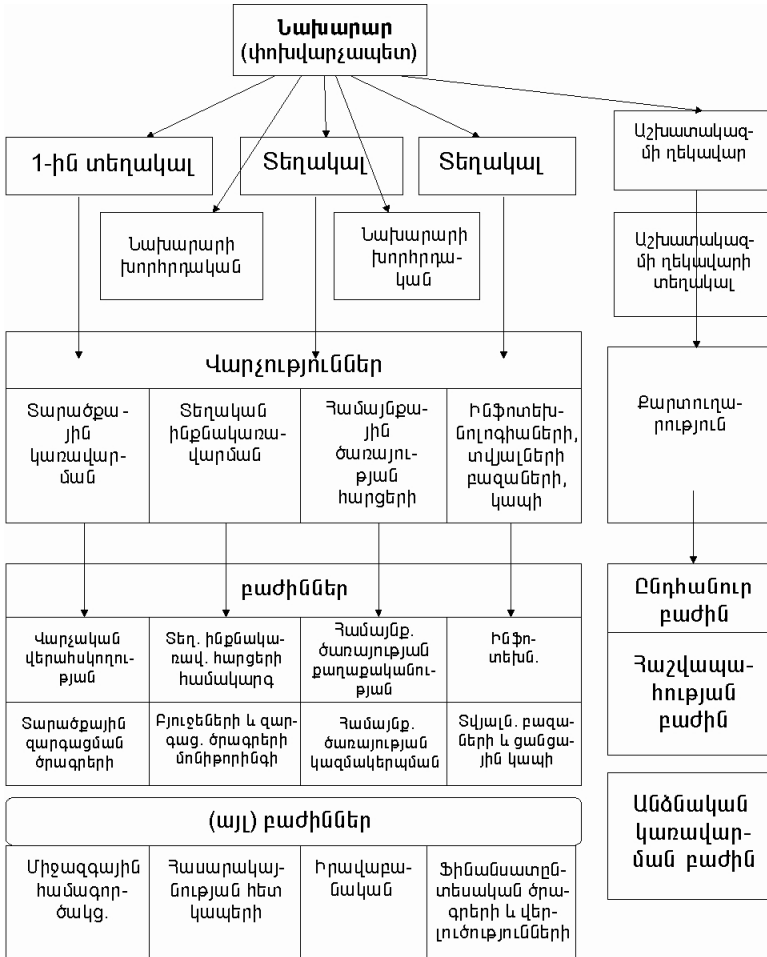 Նախարար
(փոխվարչապետ)
1-ին տեղակալ
Տեղակալ
Տեղակալ
Աշխատակազ-
մի ղեկավար
Նախարարի
խորհրդական
Նախարարի
խորհրդա-
կան
Աշխատակազ-
մի ղեկավարի
տեղակալ
Վարչություններ
Տարածքա-
յին
կառավար-
ման
Տեղական
ինքնակառա-
վարման
Համայնքա-
յին
ծառայու-
թյան
հարցերի
Ինֆոտեխ-
նոլոգիաների,
տվյալների
բազաների,
կապի
Քարտուղա-
րություն
բաժիններ
Վարչական
վերահսկողու-
թյան
Տեղ. ինքնակա-
ռավ. հարցերի
համակարգ
Համայնք.
ծառայության
քաղաքականու-
թյան
Ինֆո-
տեխն.
Տարածքային
զարգացման
ծրագրերի
Բյուջեների և զար-
գաց. ծրագրերի
մոնիթորինգի
Համայնք.
ծառայության
կազմակերպման
Տվյալն. բազա-
ների և ցանցա-
յին կապի
Ընդհանուր
բաժին
Հաշվապա-
հության
բաժին
Անձնական
կառավար-
ման բաժին
(այլ) բաժիններ
Միջազգային
համագոր-
ծակց.
Հասարակայ-
նության հետ
կապերի
Իրավաբա-
նական
Ֆինանսատըն-
տեսական ծրա-
գրերի և վեր-
լուծությունների